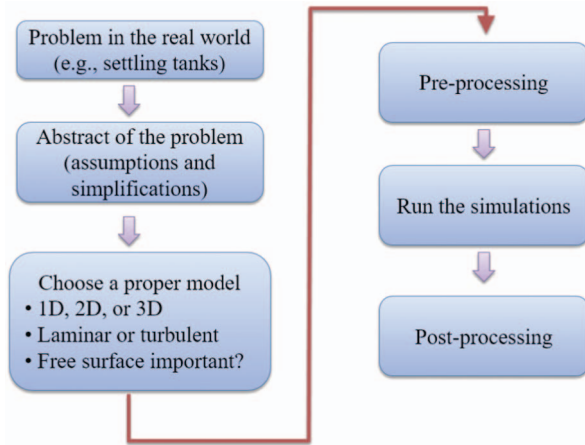 Problem in the real world
(e.g., settling tanks)
Abstract of the problem
(assumptions and
simplifications)
Choose a proper model
• 1D, 2D, or 3D
• Laminar or turbulent
• Free surface important?
Pre-processing
Run the simulations
Post-processing